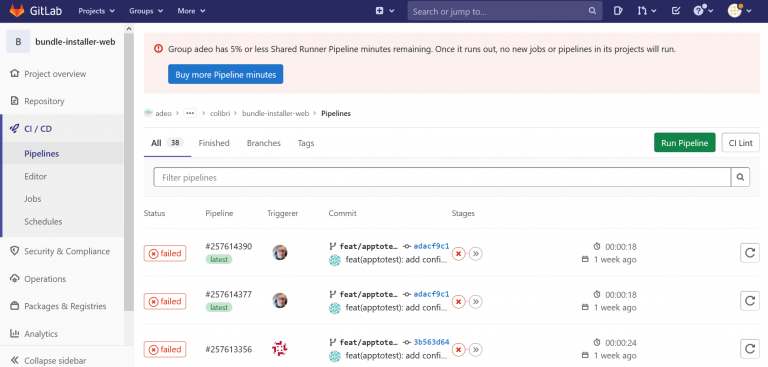 GitLab Projects Groups More Search or jump to...
B bundle-installer-web
Project overview
Repository
CI / CD
Pipelines
Editor
Jobs
Schedules
Security & Compliance
Operations
Packages & Registries
Analytics
Collapse sidebar
Group adeo has 5% or less Shared Runner Pipeline minutes remaining. Once it runs out, no new jobs or pipelines in its projects will run.
Buy more Pipeline minutes
adeo > ... > colibri > bundle-installer-web > Pipelines
All 38 Finished Branches Tags Run Pipeline CI Lint
Filter pipelines
Status Pipeline Triggerer Commit Stages
failed #257614390 feat/apptote... adacf9c1 00:00:18
latest feat(apptotest): add confi... 1 week ago
failed #257614377 feat/apptote... adacf9c1 00:00:18
latest feat(apptotest): add confi... 1 week ago
failed #257613356 feat/apptote... 3b563d64 00:00:24
feat(apptotest): add confi... 1 week ago